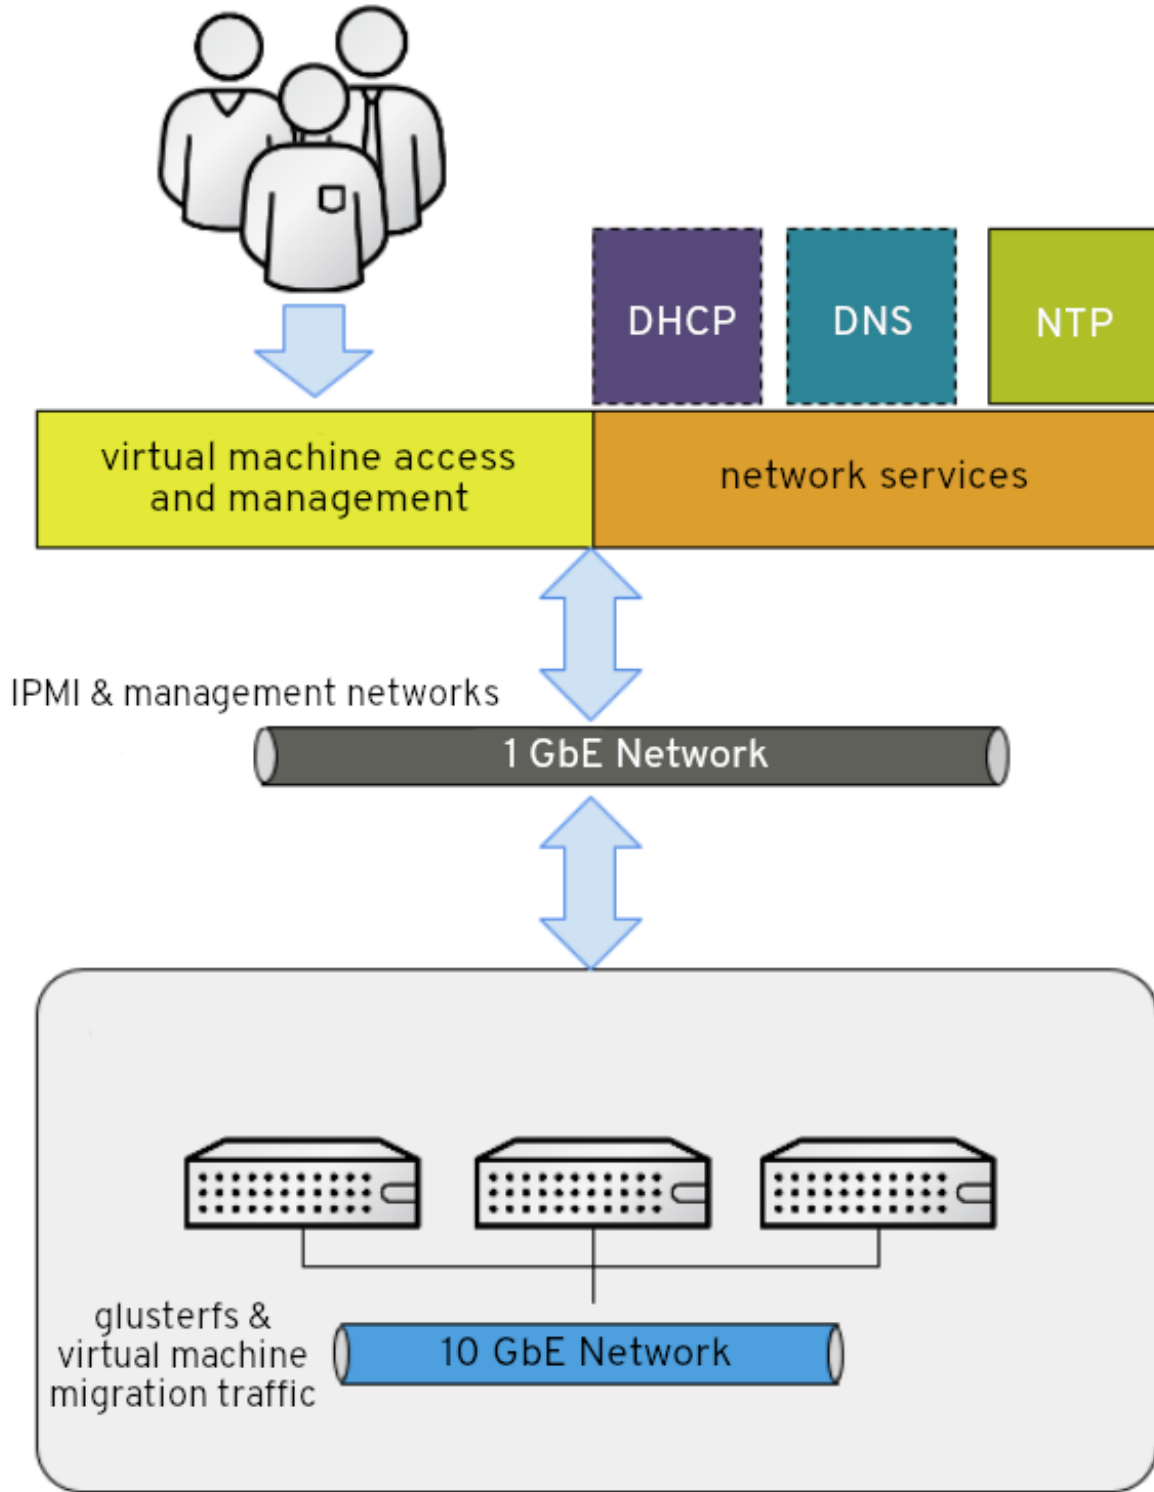 DHCP
DNS
NTP
virtual machine access
and management
network services
IPMI & management networks
1 GbE Network
glusterfs &
virtual machine
migration traffic
10 GbE Network